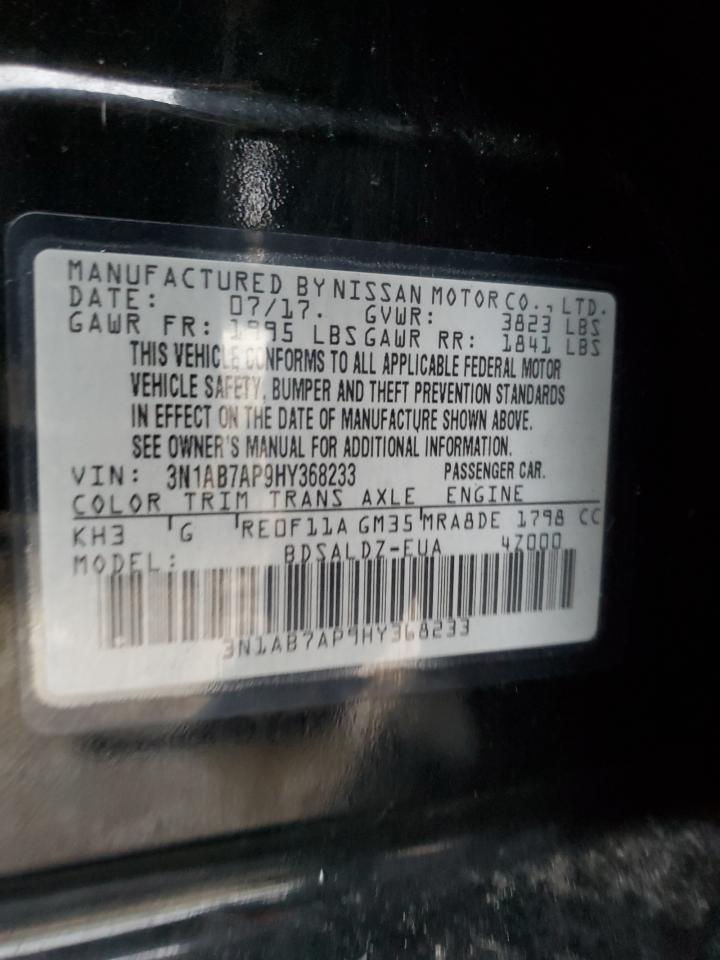 MANUFACTURED BY NISSAN MOTOR CO., LTD.
DATE: 07/17. GVWR: 3823 LBS
GAWR FR: 1995 LBS GAWR RR: 1841 LBS
THIS VEHICLE CONFORMS TO ALL APPLICABLE FEDERAL MOTOR
VEHICLE SAFETY, BUMPER AND THEFT PREVENTION STANDARDS
IN EFFECT ON THE DATE OF MANUFACTURE SHOWN ABOVE.
SEE OWNER'S MANUAL FOR ADDITIONAL INFORMATION.
VIN: 3N1AB7AP9HY368233 PASSENGER CAR.
COLOR TRIM TRANS AXLE ENGINE
KH3 G RE0F11A GM35 MRA8DE 1798 CC
MODEL: BDSALDZ-EUA 4Z000
3N1AB7AP9HY368233